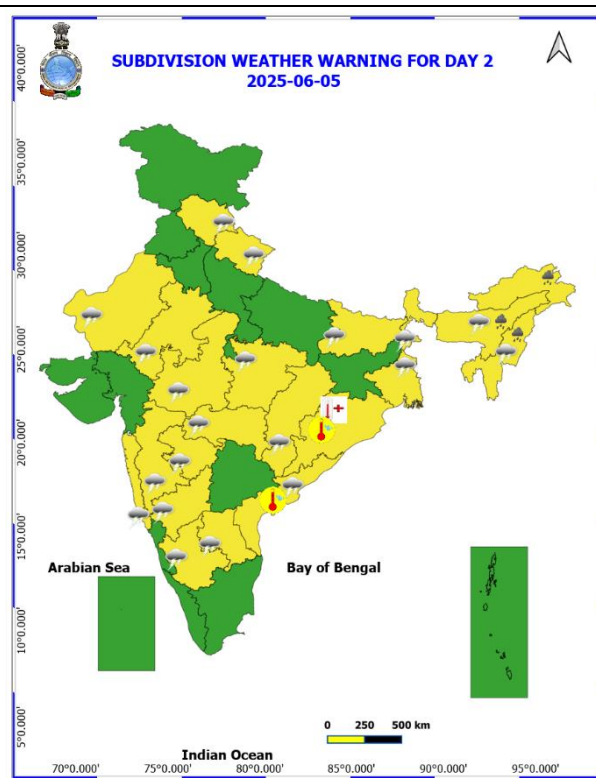 SUBDIVISION WEATHER WARNING FOR DAY 2
2025-06-05
40°0.000'
35°0.000'
30°0.000'
25°0.000'
20°0.000'
15°0.000'
10°0.000'
5°0.000'
Arabian Sea
Bay of Bengal
0 250 500 km
Indian Ocean
70°0.000' 75°0.000' 80°0.000' 85°0.000' 90°0.000' 95°0.000'